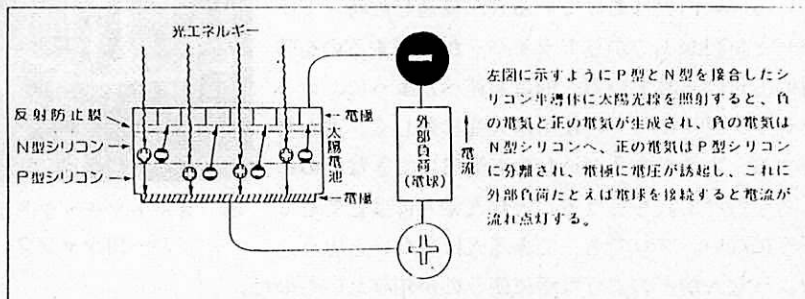 光エネルギー
反射防止膜
N型シリコン
P型シリコン
電極
太陽電池
電極
外部負荷(電球)
電流
左図に示すようにP型とN型を接合したシ
リコン半導体に太陽光線を照射すると、負
の電気と正の電気が生成され、負の電気は
N型シリコンへ、正の電気はP型シリコン
に分離され、電極に電圧が誘起し、これに
外部負荷たとえば電球を接続すると電流が
流れ点灯する。